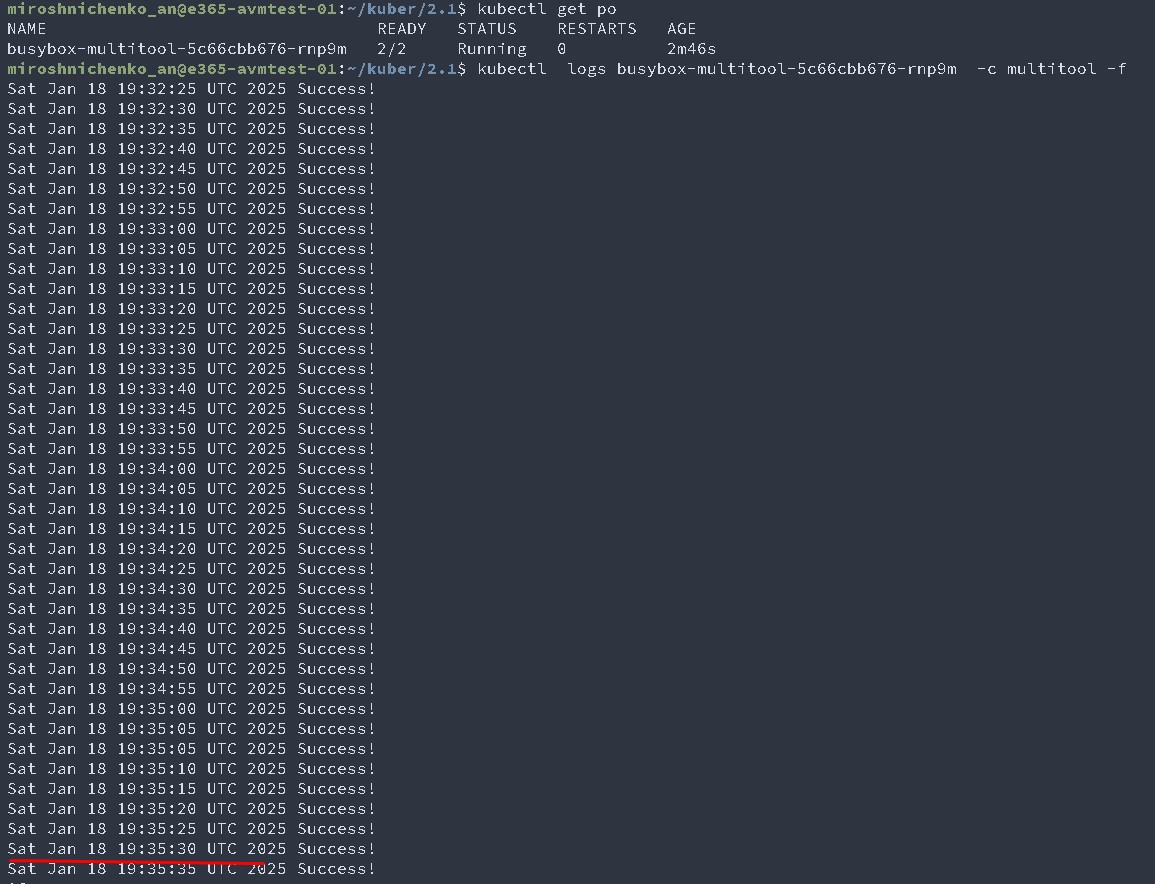 miroshnichenko_an@e365-avmtest-01:~/kuber/2.1$ kubectl get po
NAME                                 READY   STATUS    RESTARTS   AGE
busybox-multitool-5c66cbb676-rnp9m   2/2     Running   0          2m46s
miroshnichenko_an@e365-avmtest-01:~/kuber/2.1$ kubectl  logs busybox-multitool-5c66cbb676-rnp9m  -c multitool -f
Sat Jan 18 19:32:25 UTC 2025 Success!
Sat Jan 18 19:32:30 UTC 2025 Success!
Sat Jan 18 19:32:35 UTC 2025 Success!
Sat Jan 18 19:32:40 UTC 2025 Success!
Sat Jan 18 19:32:45 UTC 2025 Success!
Sat Jan 18 19:32:50 UTC 2025 Success!
Sat Jan 18 19:32:55 UTC 2025 Success!
Sat Jan 18 19:33:00 UTC 2025 Success!
Sat Jan 18 19:33:05 UTC 2025 Success!
Sat Jan 18 19:33:10 UTC 2025 Success!
Sat Jan 18 19:33:15 UTC 2025 Success!
Sat Jan 18 19:33:20 UTC 2025 Success!
Sat Jan 18 19:33:25 UTC 2025 Success!
Sat Jan 18 19:33:30 UTC 2025 Success!
Sat Jan 18 19:33:35 UTC 2025 Success!
Sat Jan 18 19:33:40 UTC 2025 Success!
Sat Jan 18 19:33:45 UTC 2025 Success!
Sat Jan 18 19:33:50 UTC 2025 Success!
Sat Jan 18 19:33:55 UTC 2025 Success!
Sat Jan 18 19:34:00 UTC 2025 Success!
Sat Jan 18 19:34:05 UTC 2025 Success!
Sat Jan 18 19:34:10 UTC 2025 Success!
Sat Jan 18 19:34:15 UTC 2025 Success!
Sat Jan 18 19:34:20 UTC 2025 Success!
Sat Jan 18 19:34:25 UTC 2025 Success!
Sat Jan 18 19:34:30 UTC 2025 Success!
Sat Jan 18 19:34:35 UTC 2025 Success!
Sat Jan 18 19:34:40 UTC 2025 Success!
Sat Jan 18 19:34:45 UTC 2025 Success!
Sat Jan 18 19:34:50 UTC 2025 Success!
Sat Jan 18 19:34:55 UTC 2025 Success!
Sat Jan 18 19:35:00 UTC 2025 Success!
Sat Jan 18 19:35:05 UTC 2025 Success!
Sat Jan 18 19:35:05 UTC 2025 Success!
Sat Jan 18 19:35:10 UTC 2025 Success!
Sat Jan 18 19:35:15 UTC 2025 Success!
Sat Jan 18 19:35:20 UTC 2025 Success!
Sat Jan 18 19:35:25 UTC 2025 Success!
Sat Jan 18 19:35:30 UTC 2025 Success!
Sat Jan 18 19:35:35 UTC 2025 Success!